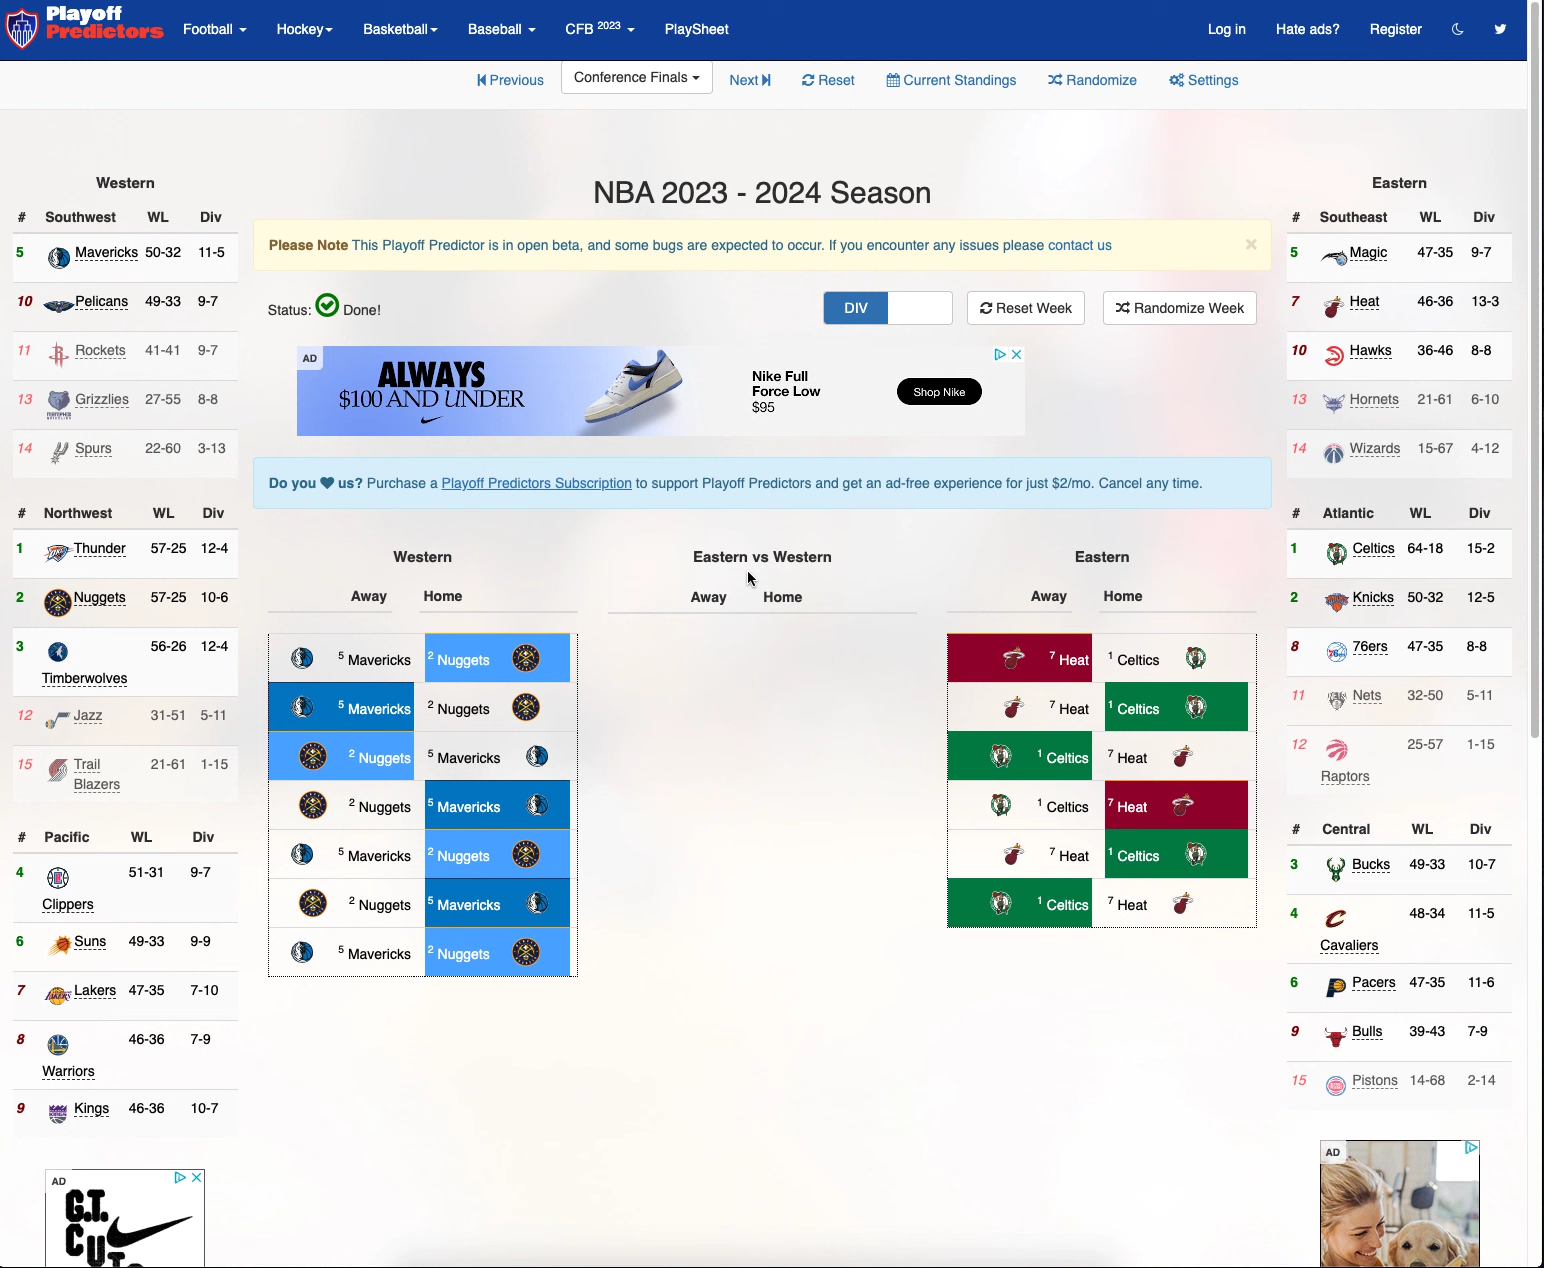 Playoff
Predictors
Football
Hockey
Basketball
Baseball
CFB 2023
PlaySheet
Log in
Hate ads?
Register
Previous
Conference Finals
Next
Reset
Current Standings
Randomize
Settings
Western
# Southwest WL Div
5 Mavericks 50-32 11-5
10 Pelicans 49-33 9-7
11 Rockets 41-41 9-7
13 Grizzlies 27-55 8-8
14 Spurs 22-60 3-13
# Northwest WL Div
1 Thunder 57-25 12-4
2 Nuggets 57-25 10-6
3 Timberwolves 56-26 12-4
12 Jazz 31-51 5-11
15 Trail Blazers 21-61 1-15
# Pacific WL Div
4 Clippers 51-31 9-7
6 Suns 49-33 9-9
7 Lakers 47-35 7-10
8 Warriors 46-36 7-9
9 Kings 46-36 10-7
AD
G.T.
CUT
NBA 2023 - 2024 Season
Please Note This Playoff Predictor is in open beta, and some bugs are expected to occur. If you encounter any issues please contact us
×
Status: Done!
DIV
Reset Week
Randomize Week
AD
ALWAYS
$100 AND UNDER
Nike Full
Force Low
$95
Shop Nike
Do you us? Purchase a Playoff Predictors Subscription to support Playoff Predictors and get an ad-free experience for just $2/mo. Cancel any time.
Western
Away Home
5 Mavericks 2 Nuggets
5 Mavericks 2 Nuggets
2 Nuggets 5 Mavericks
2 Nuggets 5 Mavericks
5 Mavericks 2 Nuggets
2 Nuggets 5 Mavericks
5 Mavericks 2 Nuggets
Eastern vs Western
Away Home
Eastern
Away Home
7 Heat 1 Celtics
7 Heat 1 Celtics
1 Celtics 7 Heat
1 Celtics 7 Heat
7 Heat 1 Celtics
1 Celtics 7 Heat
Eastern
# Southeast WL Div
5 Magic 47-35 9-7
7 Heat 46-36 13-3
10 Hawks 36-46 8-8
13 Hornets 21-61 6-10
14 Wizards 15-67 4-12
# Atlantic WL Div
1 Celtics 64-18 15-2
2 Knicks 50-32 12-5
8 76ers 47-35 8-8
11 Nets 32-50 5-11
12 Raptors 25-57 1-15
# Central WL Div
3 Bucks 49-33 10-7
4 Cavaliers 48-34 11-5
6 Pacers 47-35 11-6
9 Bulls 39-43 7-9
15 Pistons 14-68 2-14
AD